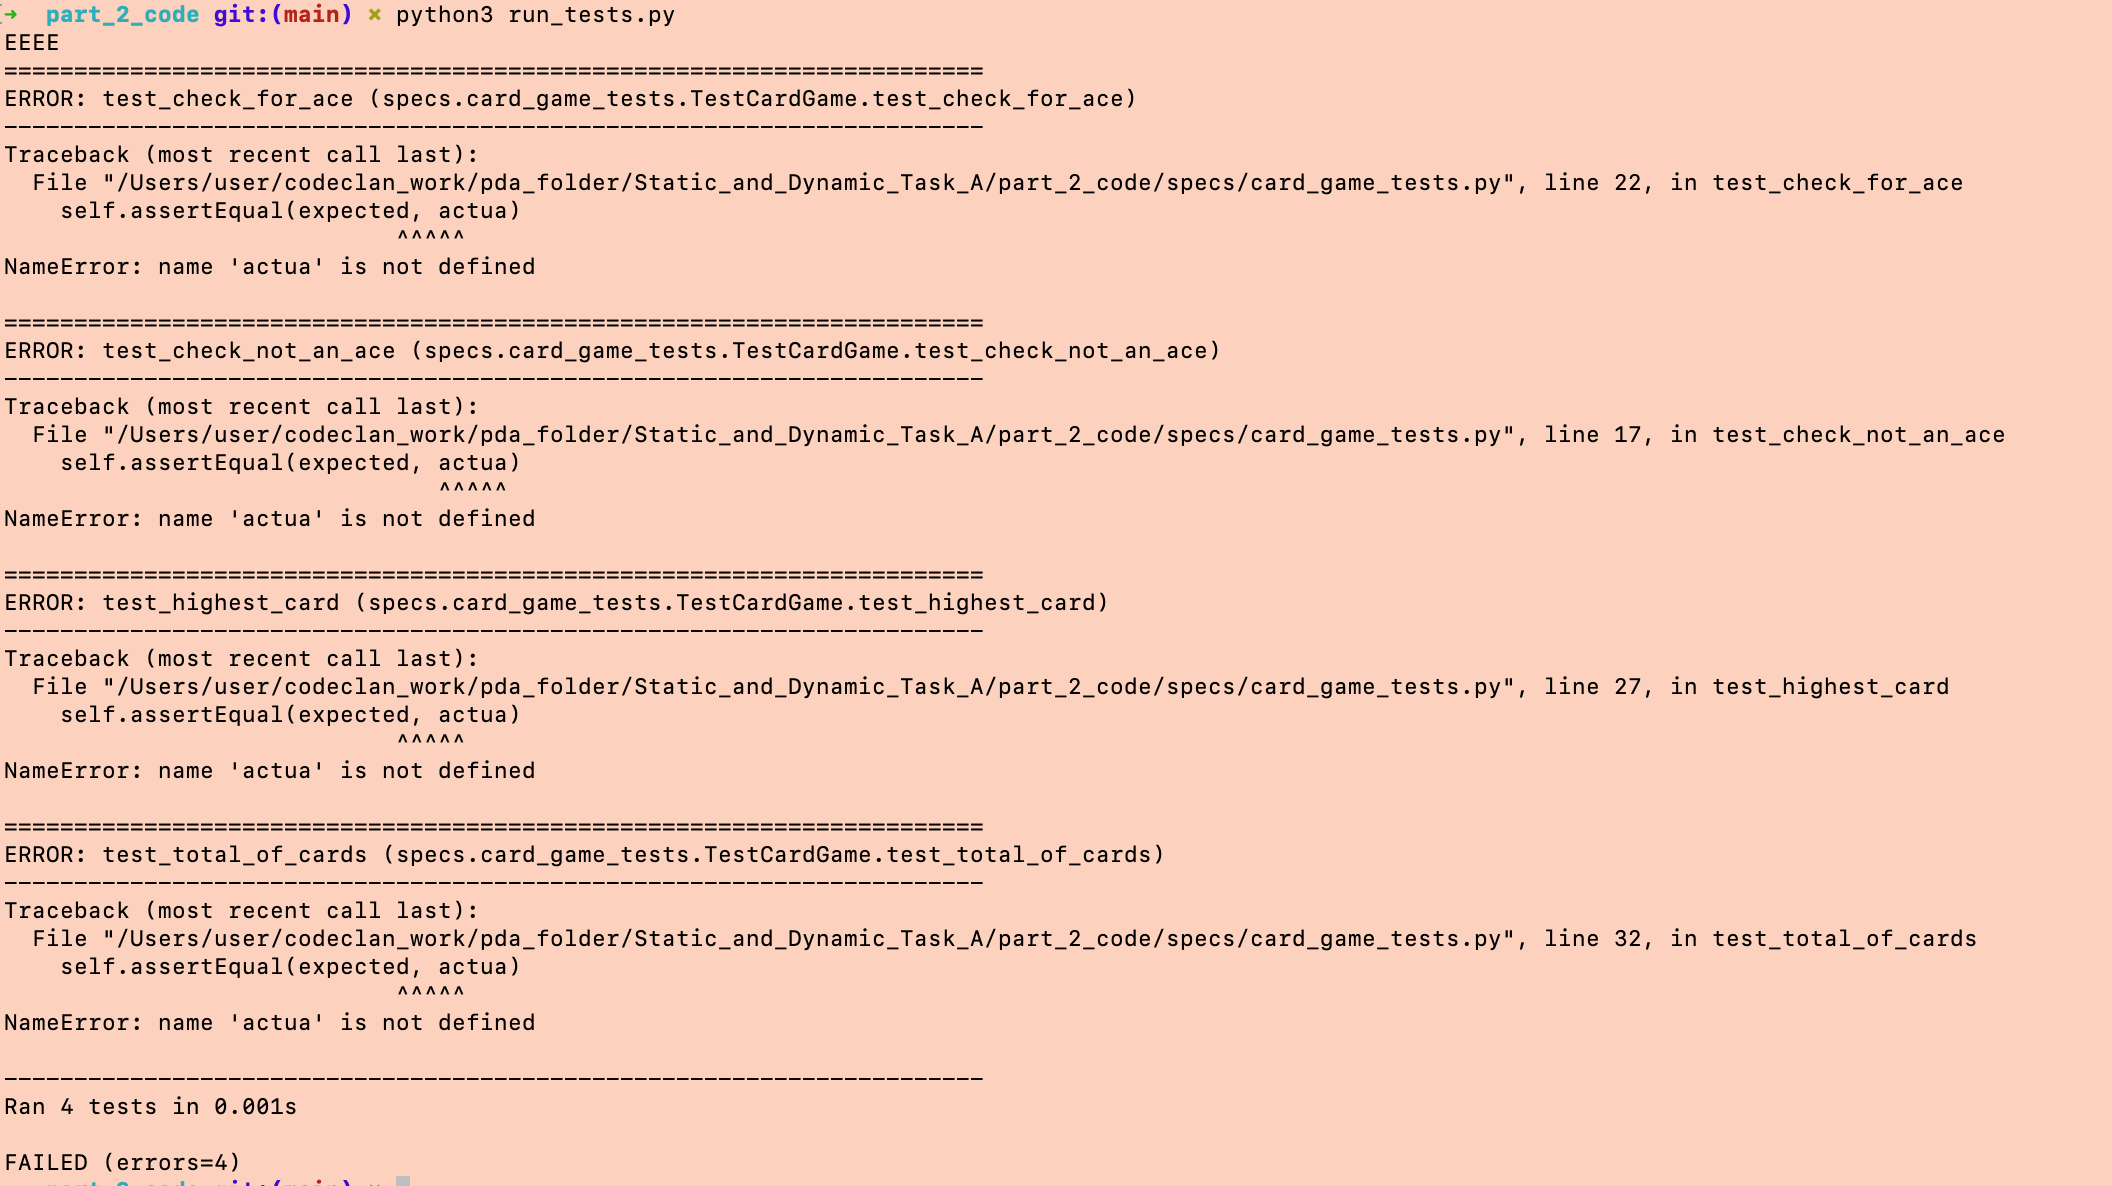 → part_2_code git:(main) × python3 run_tests.py
EEEE
======================================================================
ERROR: test_check_for_ace (specs.card_game_tests.TestCardGame.test_check_for_ace)
----------------------------------------------------------------------
Traceback (most recent call last):
  File "/Users/user/codeclan_work/pda_folder/Static_and_Dynamic_Task_A/part_2_code/specs/card_game_tests.py", line 22, in test_check_for_ace
    self.assertEqual(expected, actua)
                            ^^^^^
NameError: name 'actua' is not defined

======================================================================
ERROR: test_check_not_an_ace (specs.card_game_tests.TestCardGame.test_check_not_an_ace)
----------------------------------------------------------------------
Traceback (most recent call last):
  File "/Users/user/codeclan_work/pda_folder/Static_and_Dynamic_Task_A/part_2_code/specs/card_game_tests.py", line 17, in test_check_not_an_ace
    self.assertEqual(expected, actua)
                               ^^^^^
NameError: name 'actua' is not defined

======================================================================
ERROR: test_highest_card (specs.card_game_tests.TestCardGame.test_highest_card)
----------------------------------------------------------------------
Traceback (most recent call last):
  File "/Users/user/codeclan_work/pda_folder/Static_and_Dynamic_Task_A/part_2_code/specs/card_game_tests.py", line 27, in test_highest_card
    self.assertEqual(expected, actua)
                            ^^^^^
NameError: name 'actua' is not defined

======================================================================
ERROR: test_total_of_cards (specs.card_game_tests.TestCardGame.test_total_of_cards)
----------------------------------------------------------------------
Traceback (most recent call last):
  File "/Users/user/codeclan_work/pda_folder/Static_and_Dynamic_Task_A/part_2_code/specs/card_game_tests.py", line 32, in test_total_of_cards
    self.assertEqual(expected, actua)
                            ^^^^^
NameError: name 'actua' is not defined

----------------------------------------------------------------------
Ran 4 tests in 0.001s

FAILED (errors=4)